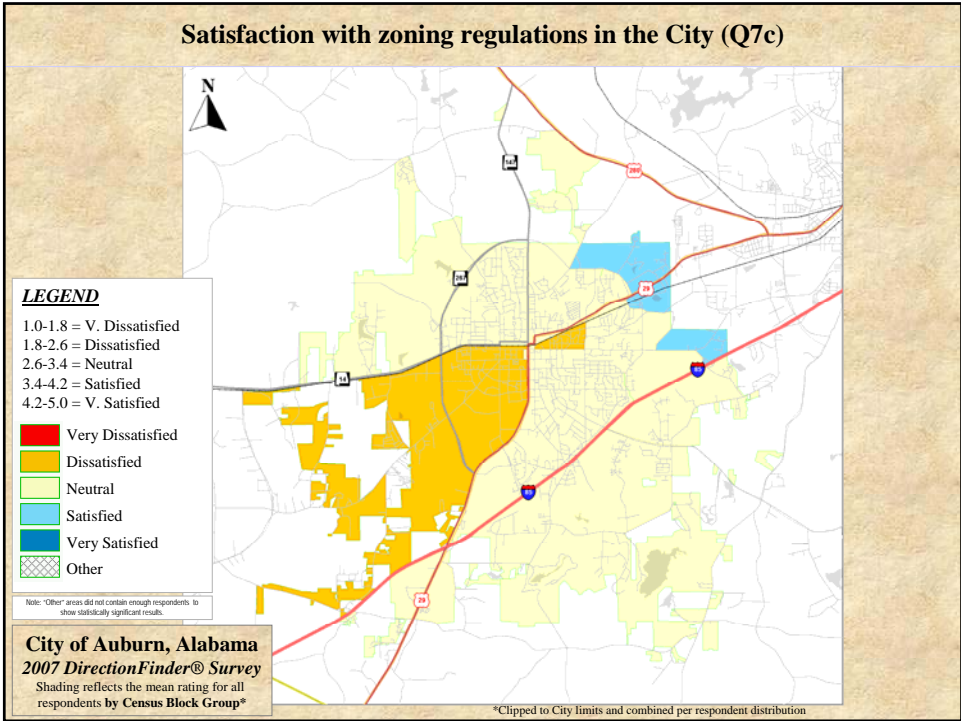 Satisfaction with zoning regulations in the City (Q7c)
N
147
280
267
29
14
85
85
29
LEGEND
1.0-1.8 = V. Dissatisfied
1.8-2.6 = Dissatisfied
2.6-3.4 = Neutral
3.4-4.2 = Satisfied
4.2-5.0 = V. Satisfied
Very Dissatisfied
Dissatisfied
Neutral
Satisfied
Very Satisfied
Other
Note: "Other" areas did not contain enough respondents to
show statistically significant results.
City of Auburn, Alabama
2007 DirectionFinder® Survey
Shading reflects the mean rating for all
respondents by Census Block Group*
*Clipped to City limits and combined per respondent distribution